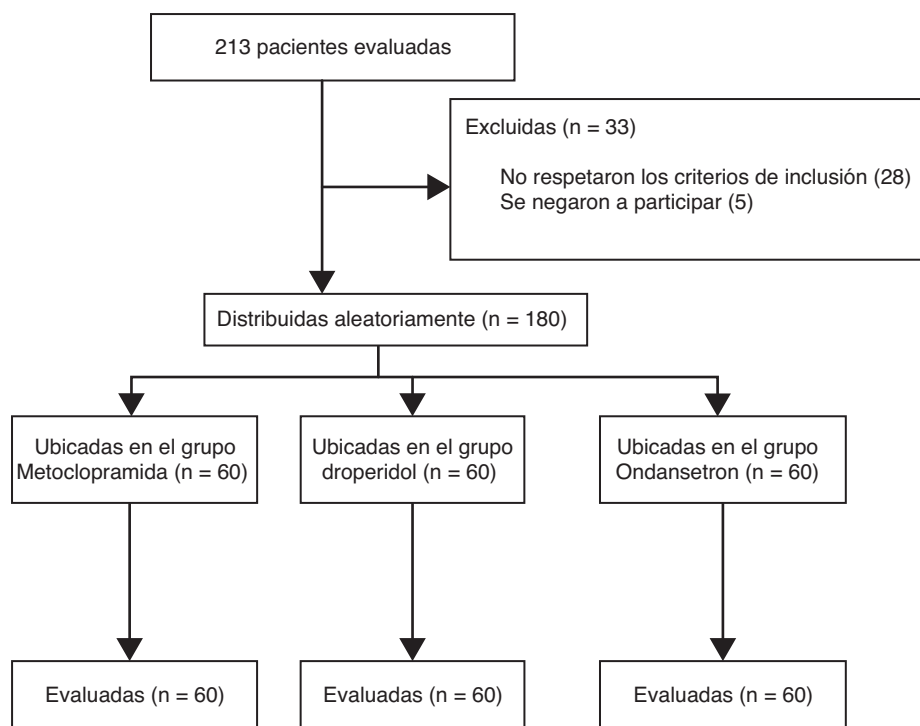 213 pacientes evaluadas
Excluidas (n = 33)
No respetaron los criterios de inclusión (28)
Se negaron a participar (5)
Distribuidas aleatoriamente (n = 180)
Ubicadas en el grupo
Metoclopramida (n = 60)
Ubicadas en el grupo
droperidol (n = 60)
Ubicadas en el grupo
Ondansetron (n = 60)
Evaluadas (n = 60)
Evaluadas (n = 60)
Evaluadas (n = 60)